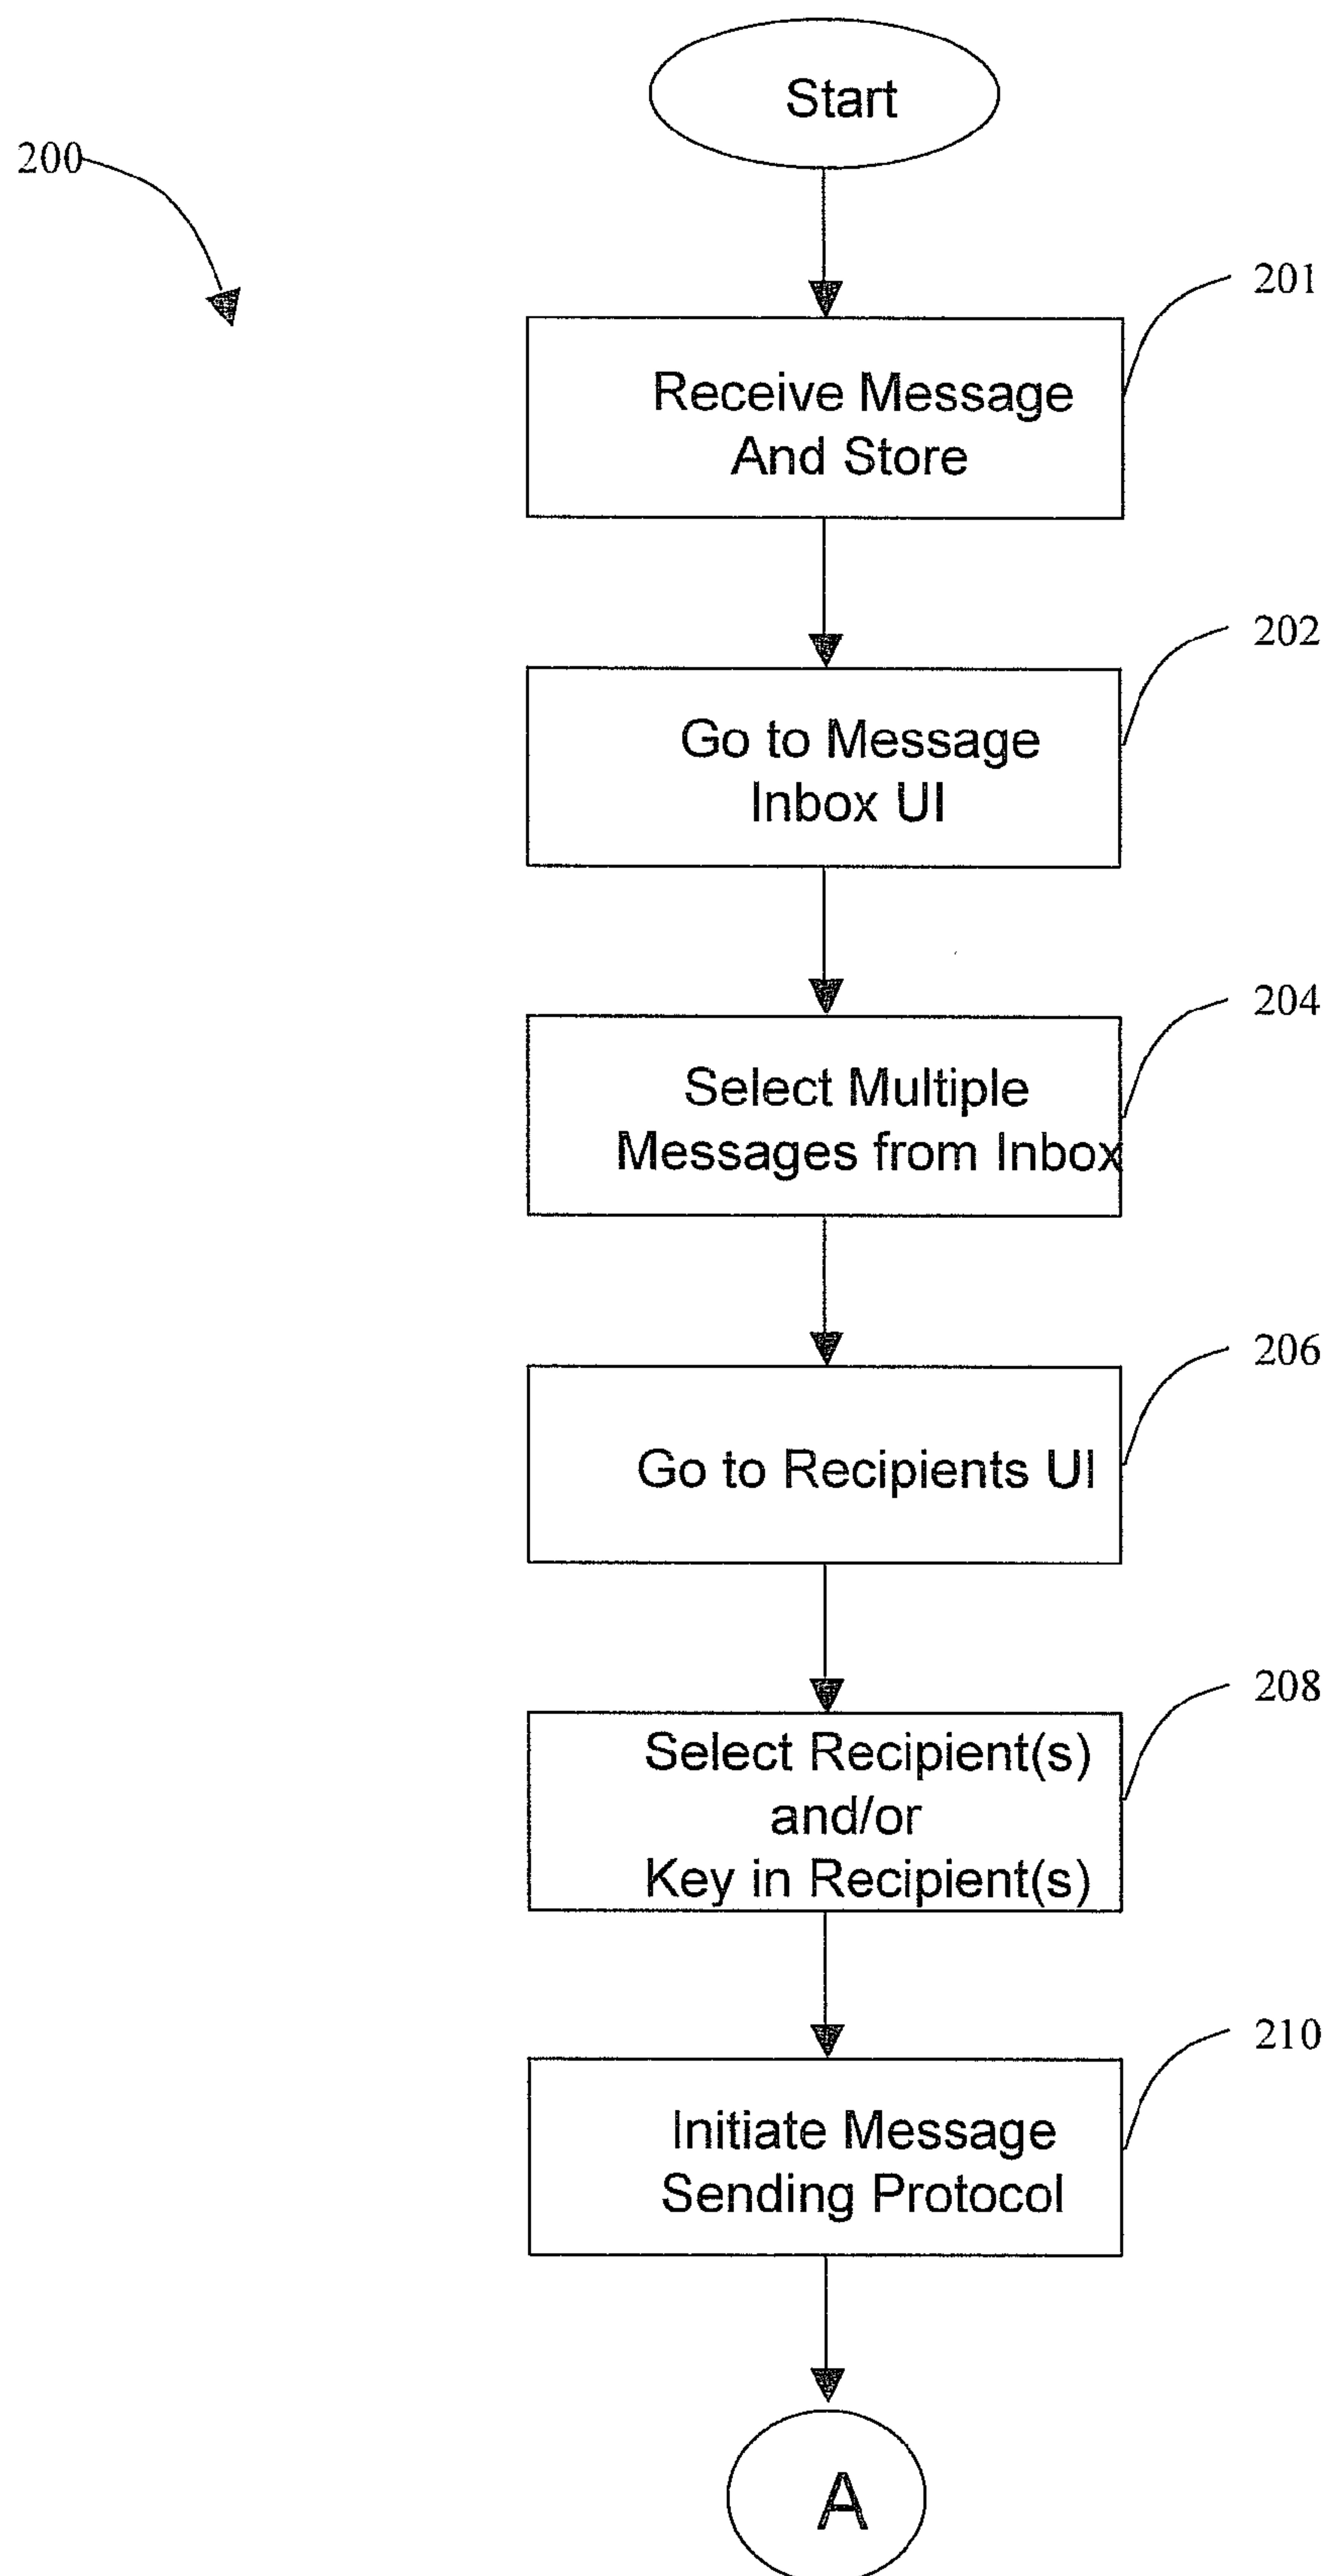 Start
200
201
Receive Message
And Store
202
Go to Message
Inbox UI
204
Select Multiple
Messages from Inbox
206
Go to Recipients UI
208
Select Recipient(s)
and/or
Key in Recipient(s)
210
Initiate Message
Sending Protocol
A